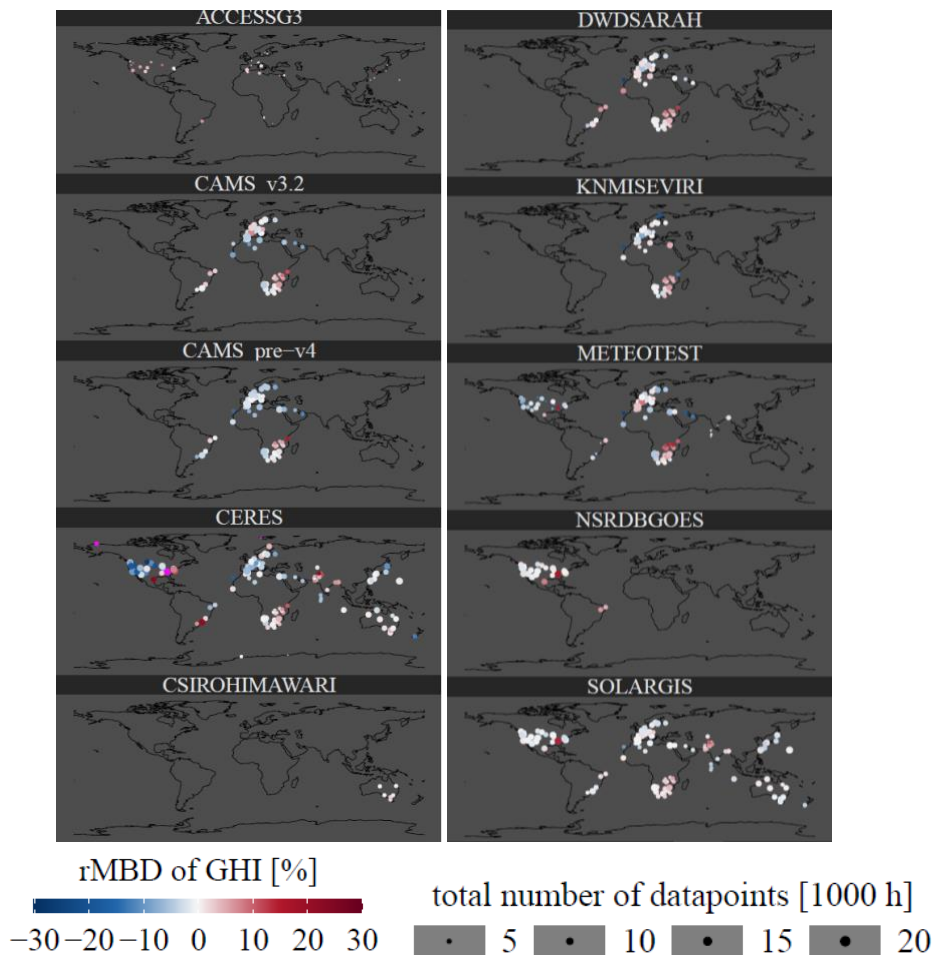 ACCESSG3
DWDSARAH
CAMS v3.2
KNMISEVIRI
CAMS pre−v4
METEOTEST
CERES
NSRDBGOES
CSIROHIMAWARI
SOLARGIS
rMBD of GHI [%]
−30 −20 −10 0 10 20 30
total number of datapoints [1000 h]
5 10 15 20